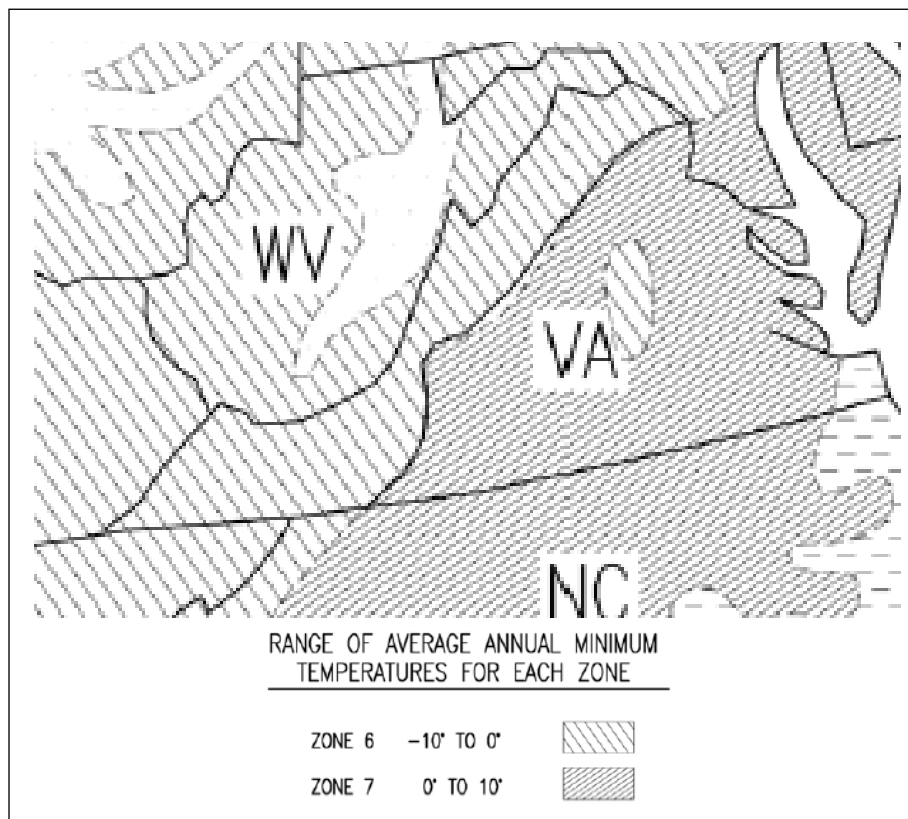 WV
VA
NC
RANGE OF AVERAGE ANNUAL MINIMUM
TEMPERATURES FOR EACH ZONE
ZONE 6 -10° TO 0°
ZONE 7 0° TO 10°